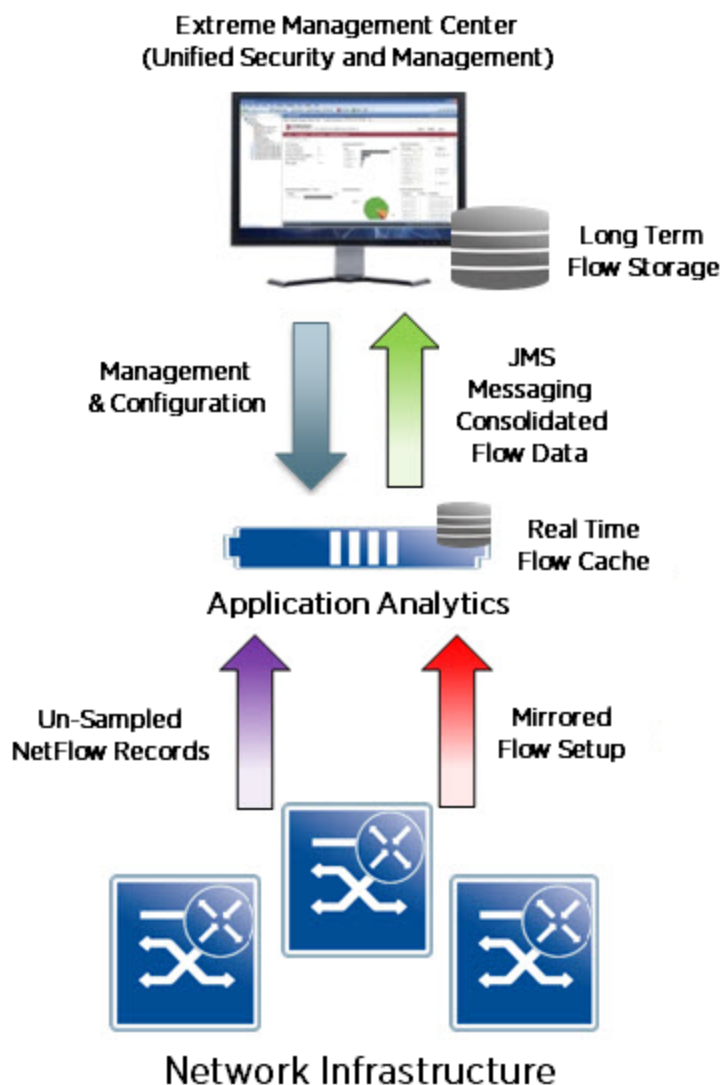 Extreme Management Center
(Unified Security and Management)
Long Term
Flow Storage
Management
& Configuration
JMS
Messaging
Consolidated
Flow Data
Real Time
Flow Cache
Application Analytics
Un-Sampled
NetFlow Records
Mirrored
Flow Setup
Network Infrastructure